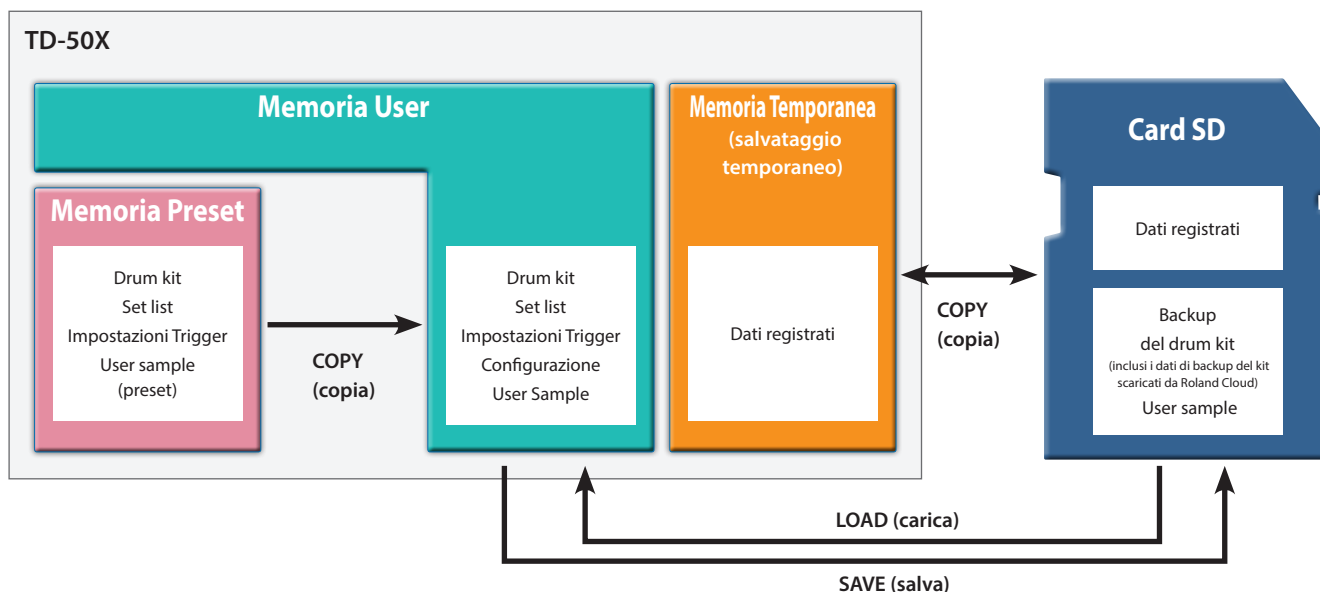 TD-50X
Memoria User
Memoria Preset
Drum kit
Set list
Impostazioni Trigger
User sample
(preset)
COPY
(copia)
Drum kit
Set list
Impostazioni Trigger
Configurazione
User Sample
Memoria Temporanea
(salvataggio
temporaneo)
Dati registrati
COPY
(copia)
Card SD
Dati registrati
Backup
del drum kit
(inclusi i dati di backup del kit
scaricati da Roland Cloud)
User sample
LOAD (carica)
SAVE (salva)